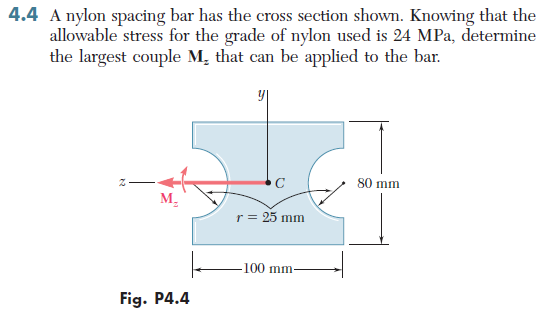 4.4 A nylon spacing bar has the cross section shown. Knowing that the
allowable stress for the grade of nylon used is 24 MPa, determine
the largest couple M_z that can be applied to the bar.
y
z
C
80 mm
M_z
r = 25 mm
100 mm
Fig. P4.4